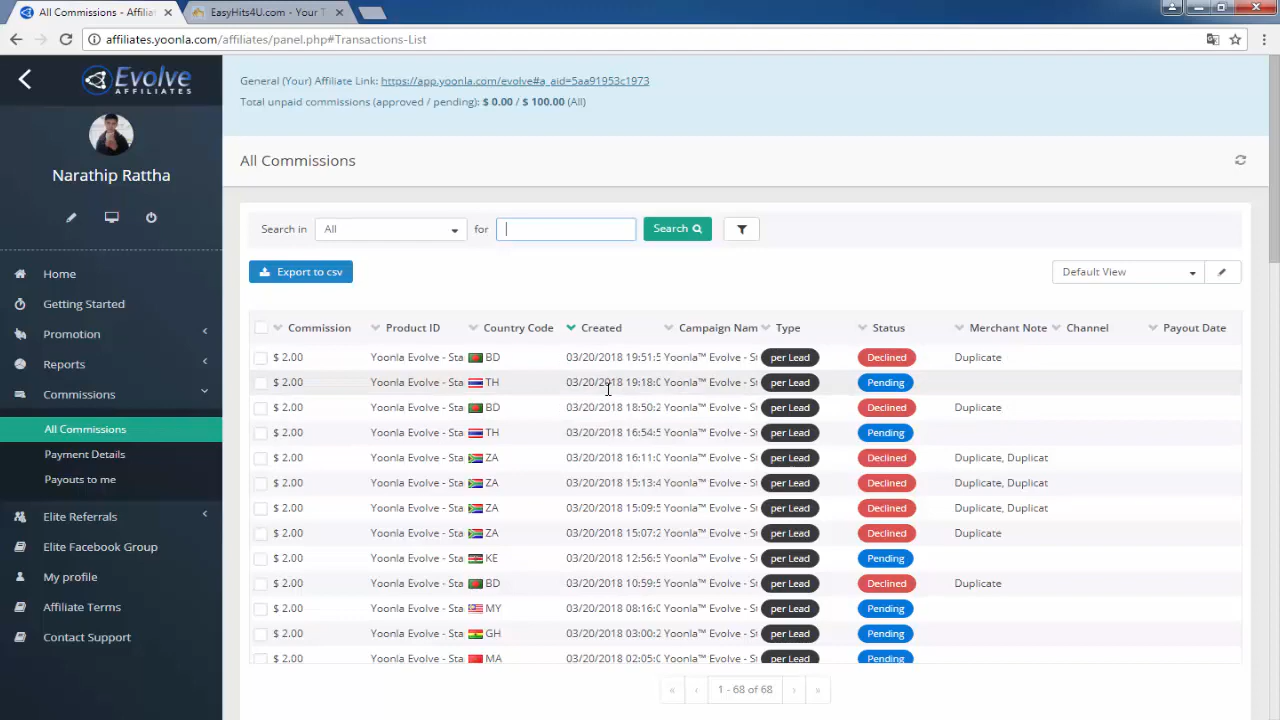 All Commissions - Affilia
EasyHits4U.com - Your T
affiliates.yoonla.com/affiliates/panel.php#Transactions-List
Evolve
AFFILIATES
Narathip Rattha
Home
Getting Started
Promotion
Reports
Commissions
All Commissions
Payment Details
Payouts to me
Elite Referrals
Elite Facebook Group
My profile
Affiliate Terms
Contact Support
General (Your) Affiliate Link: https://app.yoonla.com/evolve#a_aid=5aa91953c1973
Total unpaid commissions (approved / pending): $ 0.00 / $ 100.00 (All)
All Commissions
Search in All for Search
Export to csv Default View
Commission Product ID Country Code Created Campaign Nam Type Status Merchant Note Channel Payout Date
$ 2.00 Yoonla Evolve - Sta BD 03/20/2018 19:51:5 Yoonla™ Evolve - S per Lead Declined Duplicate
$ 2.00 Yoonla Evolve - Sta TH 03/20/2018 19:18:0 Yoonla™ Evolve - S per Lead Pending
$ 2.00 Yoonla Evolve - Sta BD 03/20/2018 18:50:2 Yoonla™ Evolve - S per Lead Declined Duplicate
$ 2.00 Yoonla Evolve - Sta TH 03/20/2018 16:54:5 Yoonla™ Evolve - S per Lead Pending
$ 2.00 Yoonla Evolve - Sta ZA 03/20/2018 16:11:0 Yoonla™ Evolve - S per Lead Declined Duplicate, Duplicat
$ 2.00 Yoonla Evolve - Sta ZA 03/20/2018 15:13:4 Yoonla™ Evolve - S per Lead Declined Duplicate, Duplicat
$ 2.00 Yoonla Evolve - Sta ZA 03/20/2018 15:09:5 Yoonla™ Evolve - S per Lead Declined Duplicate, Duplicat
$ 2.00 Yoonla Evolve - Sta ZA 03/20/2018 15:07:2 Yoonla™ Evolve - S per Lead Declined Duplicate
$ 2.00 Yoonla Evolve - Sta KE 03/20/2018 12:56:5 Yoonla™ Evolve - S per Lead Pending
$ 2.00 Yoonla Evolve - Sta BD 03/20/2018 10:59:5 Yoonla™ Evolve - S per Lead Declined Duplicate
$ 2.00 Yoonla Evolve - Sta MY 03/20/2018 08:16:0 Yoonla™ Evolve - S per Lead Pending
$ 2.00 Yoonla Evolve - Sta GH 03/20/2018 03:00:2 Yoonla™ Evolve - S per Lead Pending
$ 2.00 Yoonla Evolve - Sta MA 03/20/2018 02:05:0 Yoonla™ Evolve - S per Lead Pending
« ‹ 1 - 68 of 68 › »